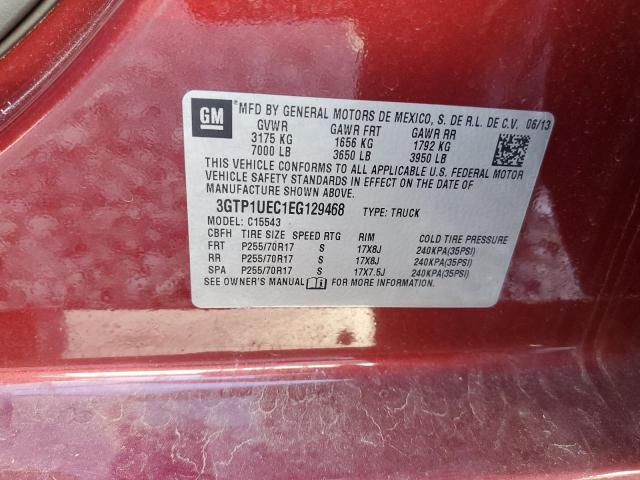 GM MFD BY GENERAL MOTORS DE MEXICO, S. DE R.L. DE C.V. 06/13
GVWR GAWR FRT GAWR RR
3175 KG 1656 KG 1792 KG
7000 LB 3650 LB 3950 LB
THIS VEHICLE CONFORMS TO ALL APPLICABLE U.S. FEDERAL MOTOR
VEHICLE SAFETY STANDARDS IN EFFECT ON THE DATE OF
MANUFACTURE SHOWN ABOVE.
3GTP1UEC1EG129468 TYPE: TRUCK
MODEL: C15543
CBFH TIRE SIZE SPEED RTG RIM COLD TIRE PRESSURE
FRT P255/70R17 S 17X8J 240KPA(35PSI)
RR P255/70R17 S 17X8J 240KPA(35PSI)
SPA P255/70R17 S 17X7.5J 240KPA(35PSI)
SEE OWNER'S MANUAL FOR MORE INFORMATION.